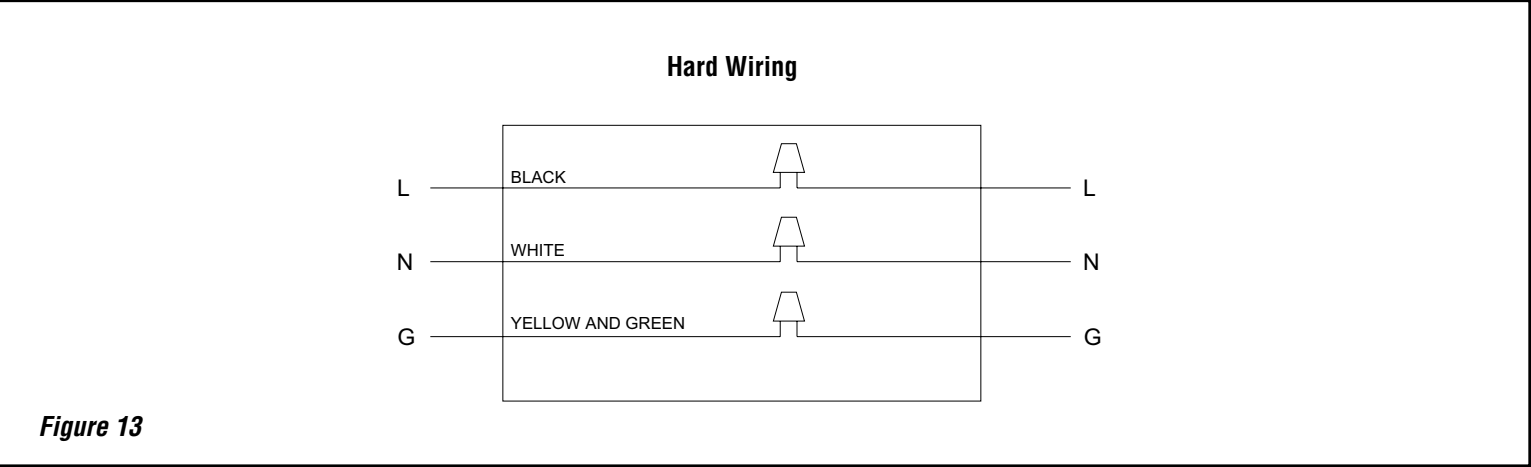 Hard Wiring
BLACK
L L
WHITE
N N
YELLOW AND GREEN
G G
Figure 13